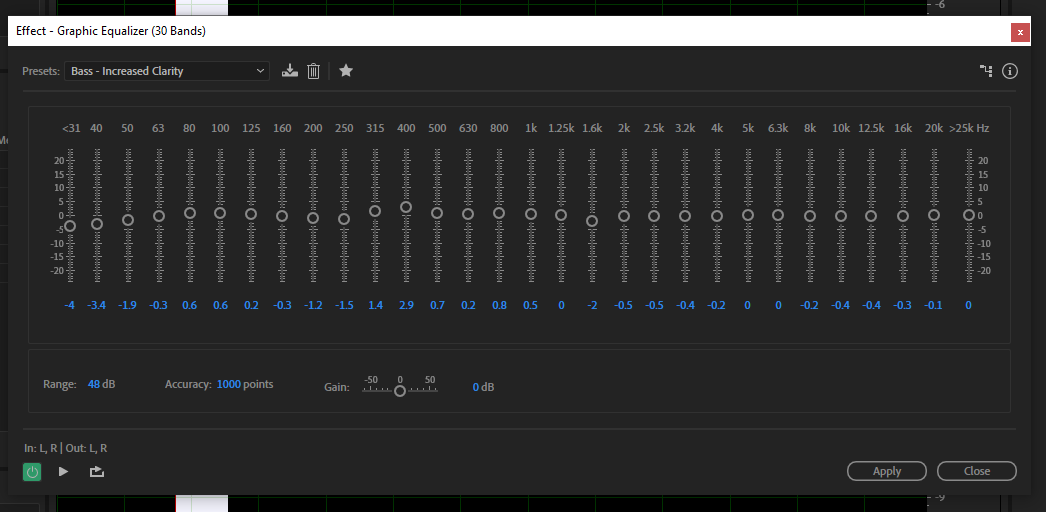 -6
Effect - Graphic Equalizer (30 Bands)
x
Presets: Bass - Increased Clarity
<31 40 50 63 80 100 125 160 200 250 315 400 500 630 800 1k 1.25k 1.6k 2k 2.5k 3.2k 4k 5k 6.3k 8k 10k 12.5k 16k 20k >25k Hz
20 20
15 15
10 10
5 5
0 0
-5 -5
-10 -10
-15 -15
-20 -20
-4 -3.4 -1.9 -0.3 0.6 0.6 0.2 -0.3 -1.2 -1.5 1.4 2.9 0.7 0.2 0.8 0.5 0 -2 -0.5 -0.5 -0.4 -0.2 0 0 -0.2 -0.4 -0.4 -0.3 -0.1 0
-50 0 50
Range: 48 dB Accuracy: 1000 points Gain: 0 dB
In: L, R | Out: L, R
Apply Close
-9